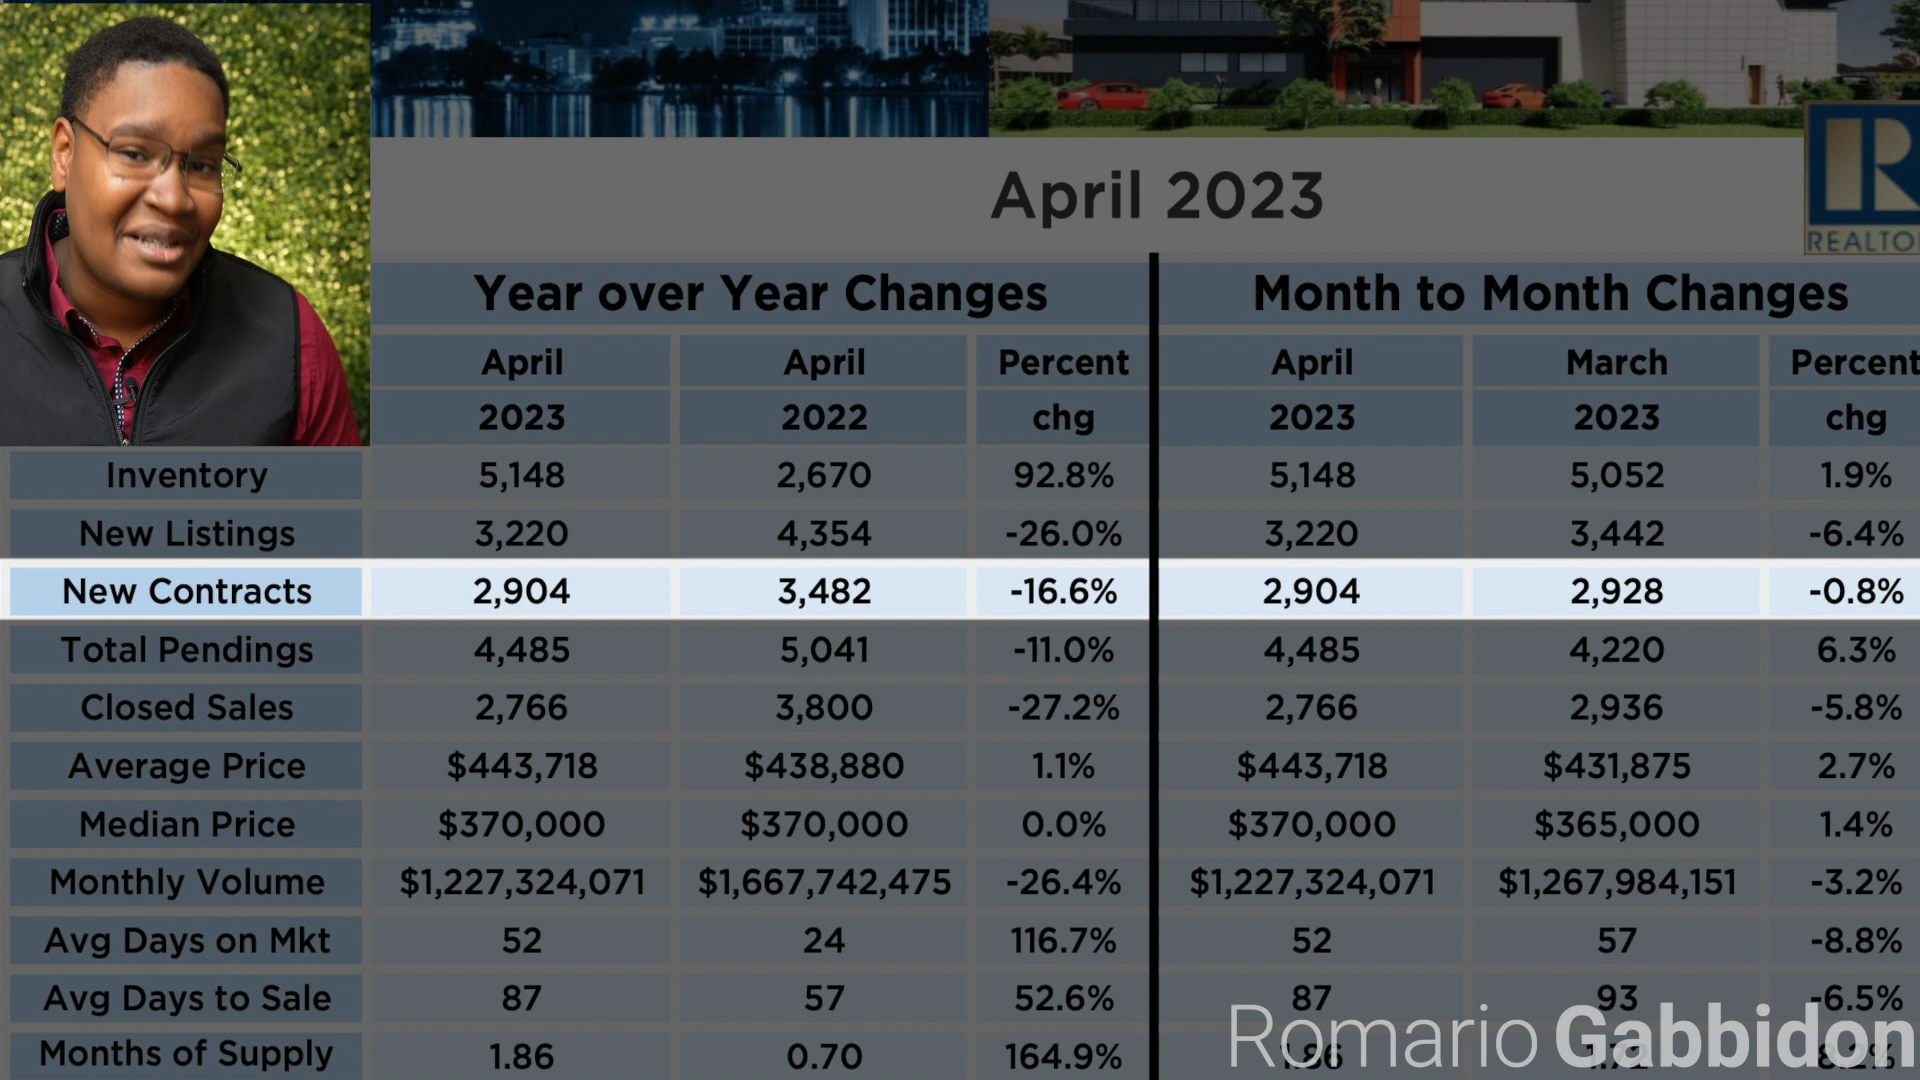 April 2023
REALTO
Year over Year Changes Month to Month Changes
April April Percent April March Percent
2023 2022 chg 2023 2023 chg
Inventory 5,148 2,670 92.8% 5,148 5,052 1.9%
New Listings 3,220 4,354 -26.0% 3,220 3,442 -6.4%
New Contracts 2,904 3,482 -16.6% 2,904 2,928 -0.8%
Total Pendings 4,485 5,041 -11.0% 4,485 4,220 6.3%
Closed Sales 2,766 3,800 -27.2% 2,766 2,936 -5.8%
Average Price $443,718 $438,880 1.1% $443,718 $431,875 2.7%
Median Price $370,000 $370,000 0.0% $370,000 $365,000 1.4%
Monthly Volume $1,227,324,071 $1,667,742,475 -26.4% $1,227,324,071 $1,267,984,151 -3.2%
Avg Days on Mkt 52 24 116.7% 52 57 -8.8%
Avg Days to Sale 87 57 52.6% 87 93 -6.5%
Months of Supply 1.86 0.70 164.9% 1.86 1.72 8.2%
Romario Gabbidon